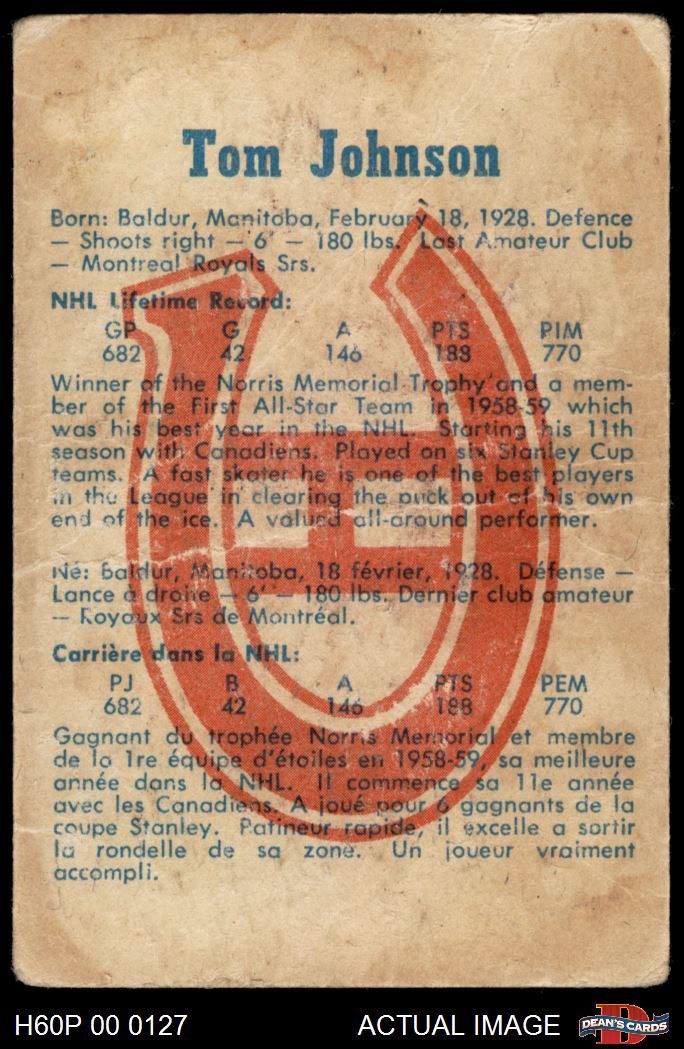 Tom Johnson
Born: Baldur, Manitoba, February 18, 1928. Defence
— Shoots right — 6' — 180 lbs. Last Amateur Club
— Montreal Royals Srs.
NHL Lifetime Record:
GP G A PTS PIM
682 42 146 188 770
Winner of the Norris Memorial Trophy and a mem-
ber of the First All-Star Team in 1958-59 which
was his best year in the NHL. Starting his 11th
season with Canadiens. Played on six Stanley Cup
teams. A fast skater he is one of the best players
in the League in clearing the puck out of his own
end of the ice. A valued all-around performer.
Né: Baldur, Manitoba, 18 février, 1928. Défense —
Lance à droite — 6' — 180 lbs. Dernier club amateur
— Royaux Srs de Montréal.
Carrière dans la NHL:
PJ B A PTS PEM
682 42 146 188 770
Gagnant du trophée Norris Memorial et membre
de la 1re équipe d'étoiles en 1958-59, sa meilleure
année dans la NHL. Il commence sa 11e année
avec les Canadiens. A joué pour 6 gagnants de la
coupe Stanley. Patineur rapide, il excelle a sortir
la rondelle de sa zone. Un joueur vraiment
accompli.
H60P 00 0127 ACTUAL IMAGE D DEAN'S CARDS